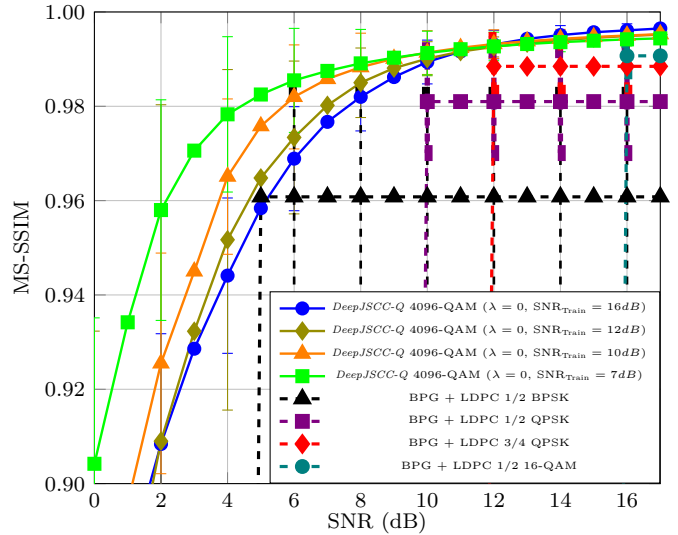 1.00
0.98
0.96
0.94
0.92
0.90
MS-SSIM
0 2 4 6 8 10 12 14 16
SNR (dB)
DeepJSCC-Q 4096-QAM (λ = 0, SNR_Train = 16dB)
DeepJSCC-Q 4096-QAM (λ = 0, SNR_Train = 12dB)
DeepJSCC-Q 4096-QAM (λ = 0, SNR_Train = 10dB)
DeepJSCC-Q 4096-QAM (λ = 0, SNR_Train = 7dB)
BPG + LDPC 1/2 BPSK
BPG + LDPC 1/2 QPSK
BPG + LDPC 3/4 QPSK
BPG + LDPC 1/2 16-QAM